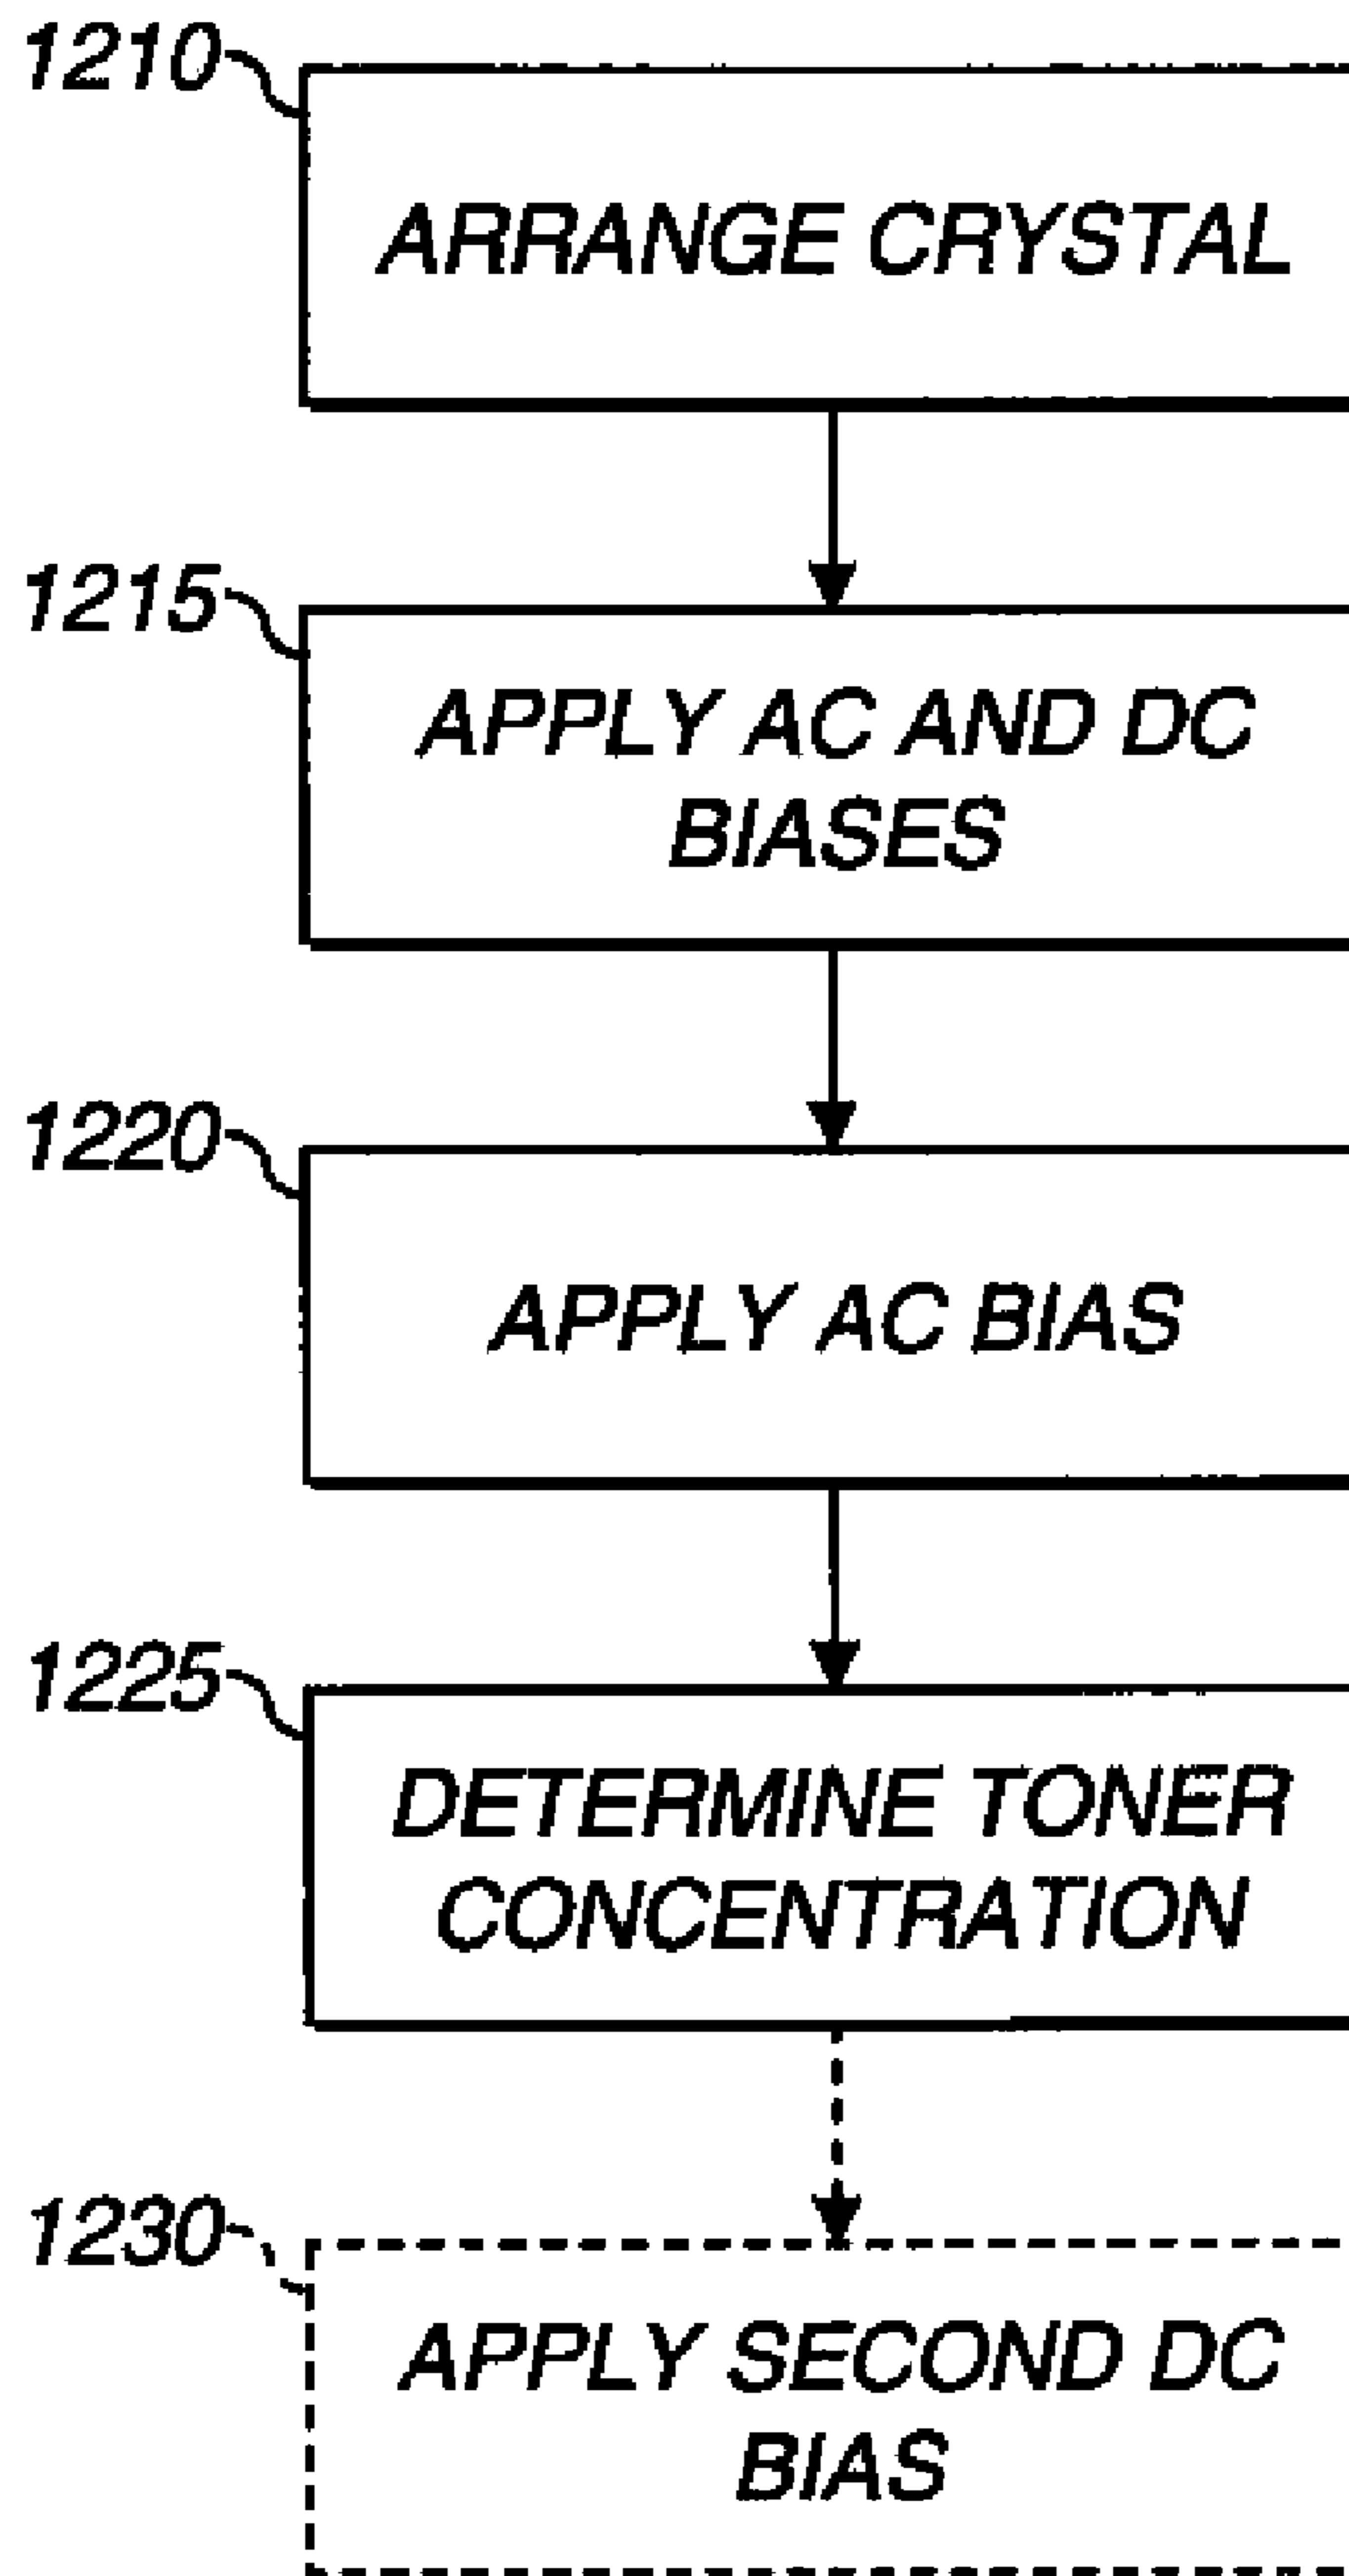 1210
ARRANGE CRYSTAL
1215
APPLY AC AND DC
BIASES
1220
APPLY AC BIAS
1225
DETERMINE TONER
CONCENTRATION
1230
APPLY SECOND DC
BIAS